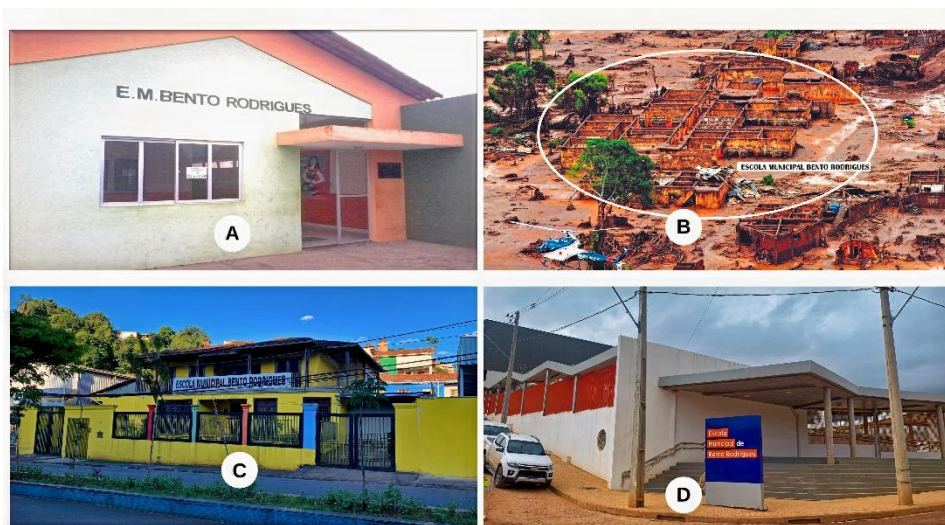 E.M.BENTO RODRIGUES
A
ESCOLA MUNICIPAL BENTO RODRIGUES
B
ESCOLA MUNICIPAL BENTO RODRIGUES
C
Escola
Municipal de
Bento Rodrigues
D